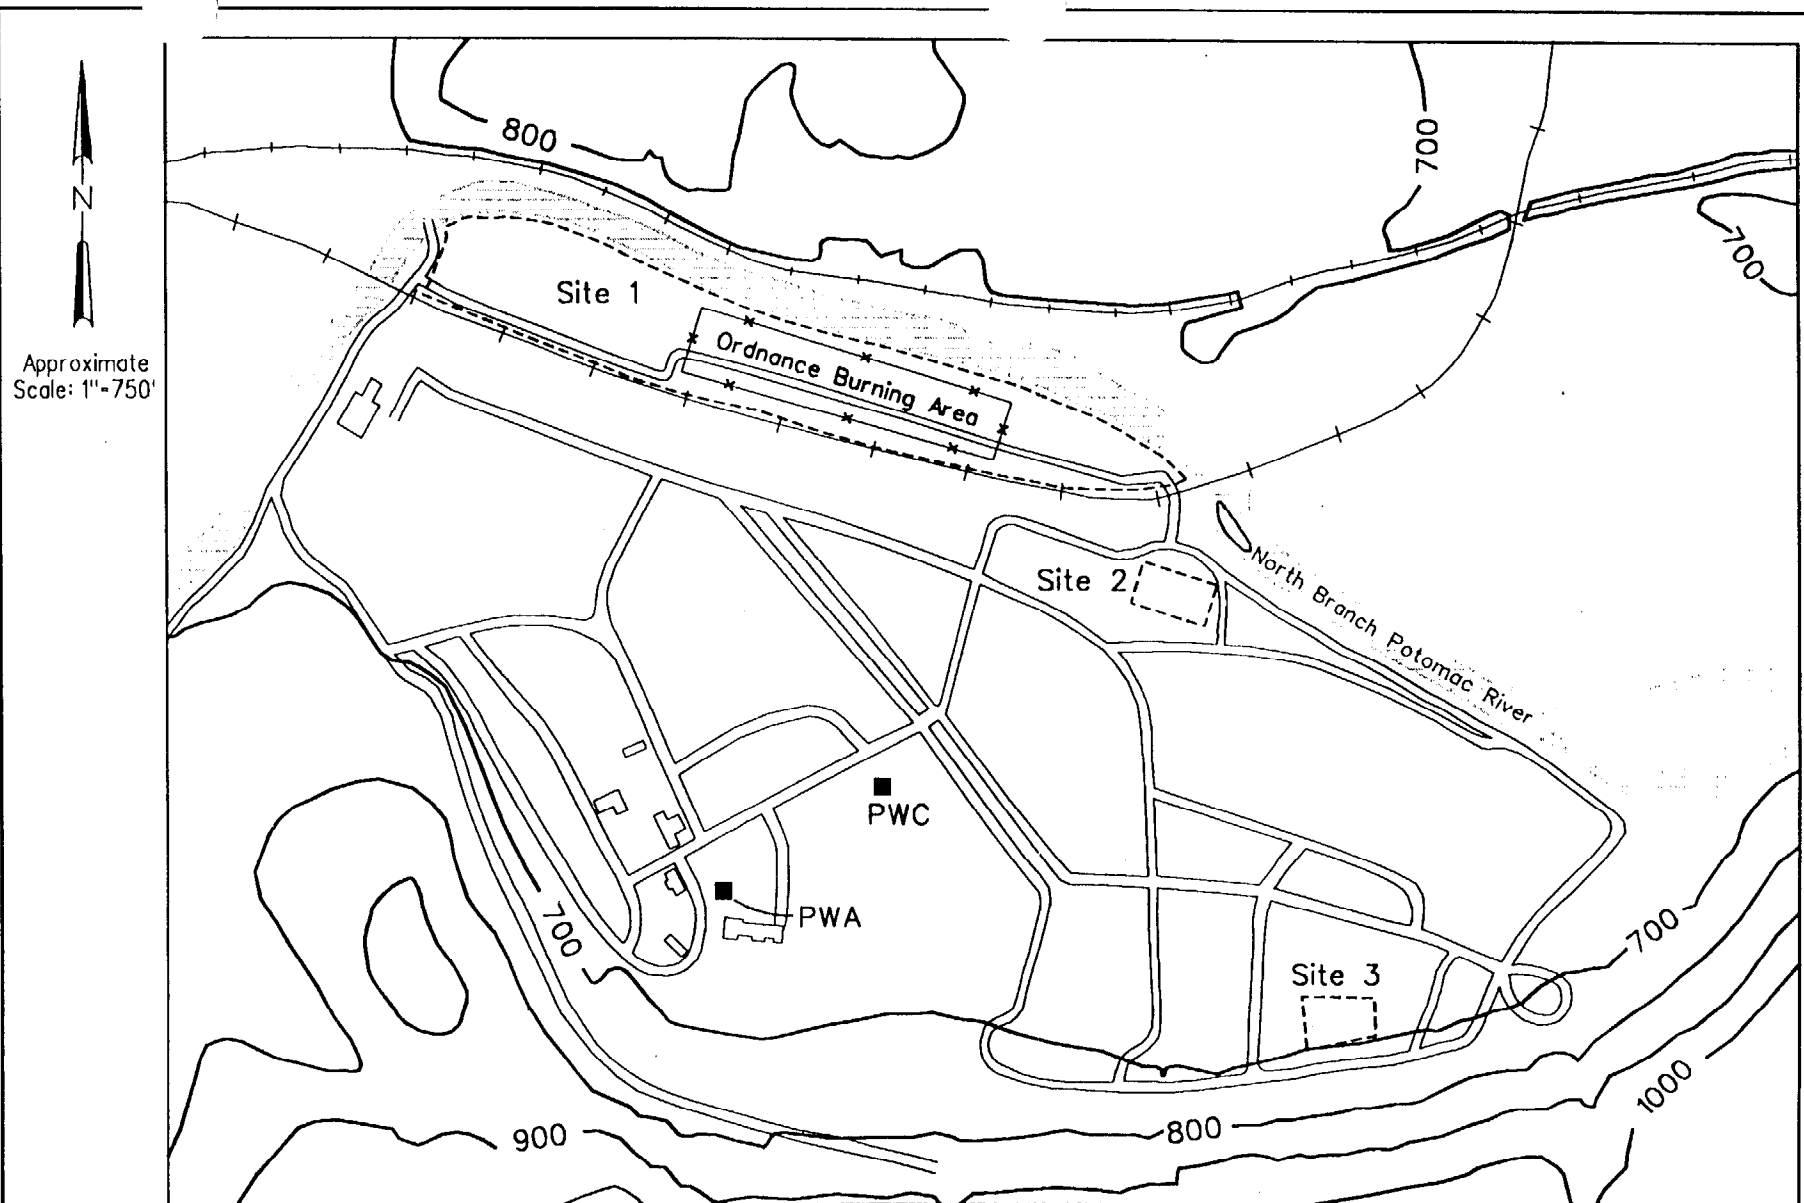 800
700
N
700
Site 1
Ordnance Burning Area
Approximate
Scale: 1"=750'
Site 2
North Branch Potomac River
PWC
PWA
700
700
Site 3
1000
900
800